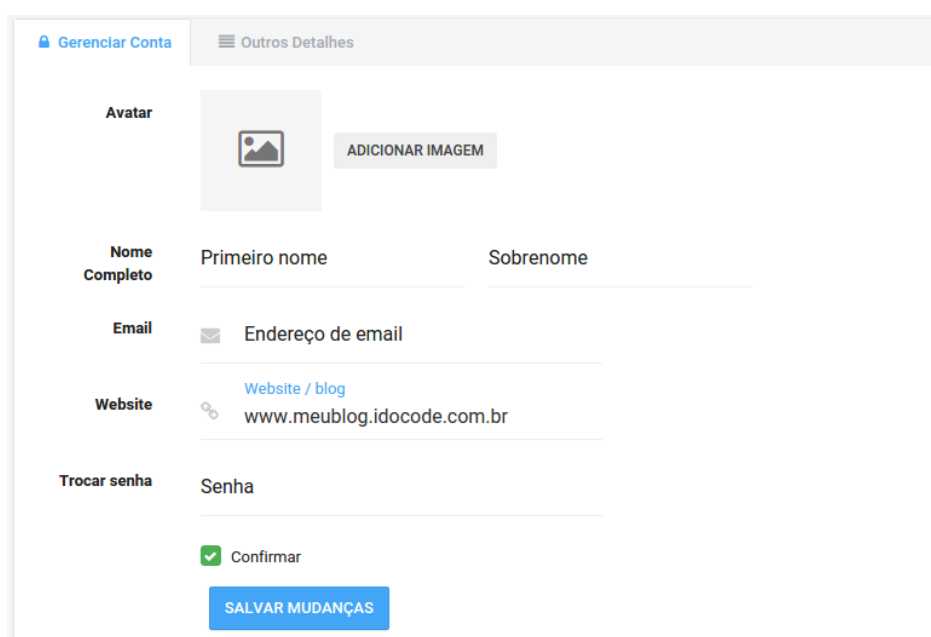 Gerenciar Conta
Outros Detalhes
Avatar
ADICIONAR IMAGEM
Nome
Completo
Primeiro nome
Sobrenome
Email
Endereço de email
Website
Website / blog
www.meublog.idocode.com.br
Trocar senha
Senha
Confirmar
SALVAR MUDANÇAS